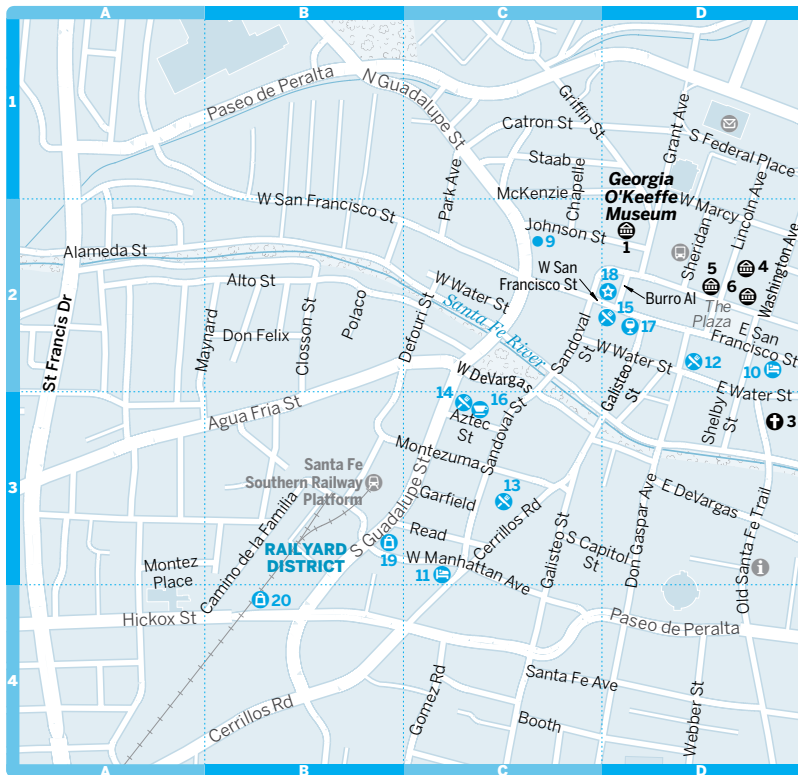 A
B
C
D
1
2
3
4
Paseo de Peralta
N Guadalupe St
Griffin St
Catron St
Grant Ave
S Federal Place
Staab
Chapelle
McKenzie
Park Ave
Georgia
O'Keeffe
Museum
1
W Marcy
Lincoln Ave
Sheridan
Washington Ave
W San Francisco St
Johnson St
9
Alameda St
Alto St
W Water St
W San
Francisco St
18
Burro Al
5
4
6
The
Plaza
15
17
Santa Fe River
St Francis Dr
Maynard
Don Felix
Closson St
Polaco
Defouri St
Sandoval
St
W Water St
Galisteo
St
12
E San
Francisco St
10
E Water St
Shelby
St
3
W DeVargas
14
16
Aztec
St
Sandoval St
Agua Fria St
Montezuma
Santa Fe
Southern Railway
Platform
S Guadalupe St
Garfield
13
Cerrillos Rd
Read
E DeVargas
Don Gaspar Ave
Old Santa Fe Trail
Galisteo St
S Capitol
St
Camino de la Familia
RAILYARD
DISTRICT
19
W Manhattan Ave
11
Montez
Place
20
Hickox St
Paseo de Peralta
Cerrillos Rd
Gomez Rd
Santa Fe Ave
Booth
Webber St
i
A
B
C
D